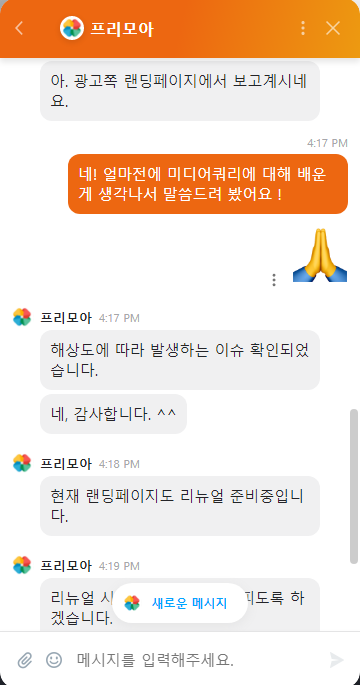 프리모아
아. 광고쪽 랜딩페이지에서 보고계시네
요.
4:17 PM
네! 얼마전에 미디어쿼리에 대해 배운
게 생각나서 말씀드려 봤어요 !
프리모아 4:17 PM
해상도에 따라 발생하는 이슈 확인되었
습니다.
네, 감사합니다. ^^
프리모아 4:18 PM
현재 랜딩페이지도 리뉴얼 준비중입니
다.
프리모아 4:19 PM
리뉴얼 피도록 하
새로운 메시지
겠습니다.
메시지를 입력해주세요.